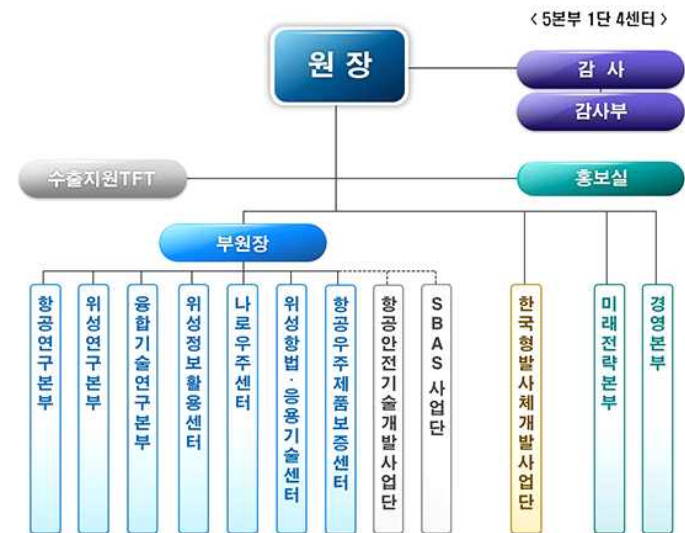 < 5본부 1단 4센터 >
원 장
감 사
감사부
수출지원TFT
홍보실
부원장
항공연구본부
위성연구본부
융합기술연구본부
위성정보활용센터
나로우주센터
위성항법·응용기술센터
항공우주제품보증센터
항공안전기술개발사업단
SBAS 사업단
한국형발사체개발사업단
미래전략본부
경영본부